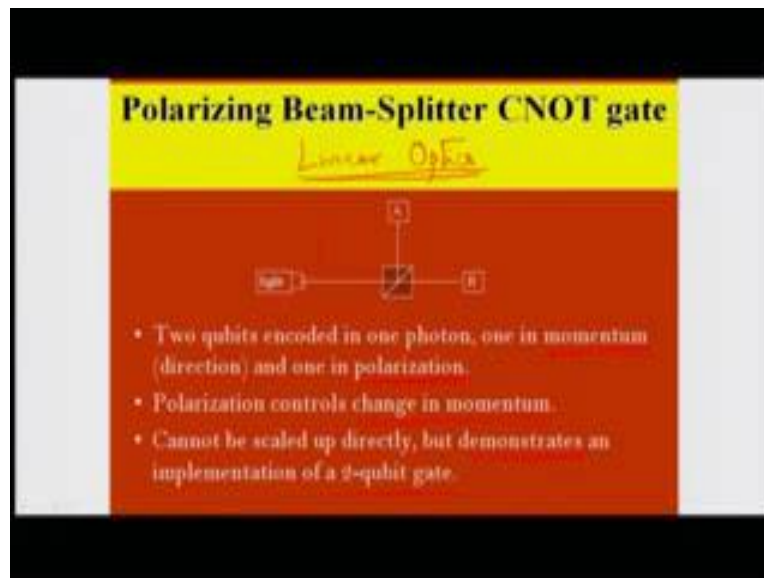 Polarizing Beam-Splitter CNOT gate
Linear Optics
A
light
B
• Two qubits encoded in one photon, one in momentum
(direction) and one in polarization.
• Polarization controls change in momentum.
• Cannot be scaled up directly, but demonstrates an
implementation of a 2-qubit gate.